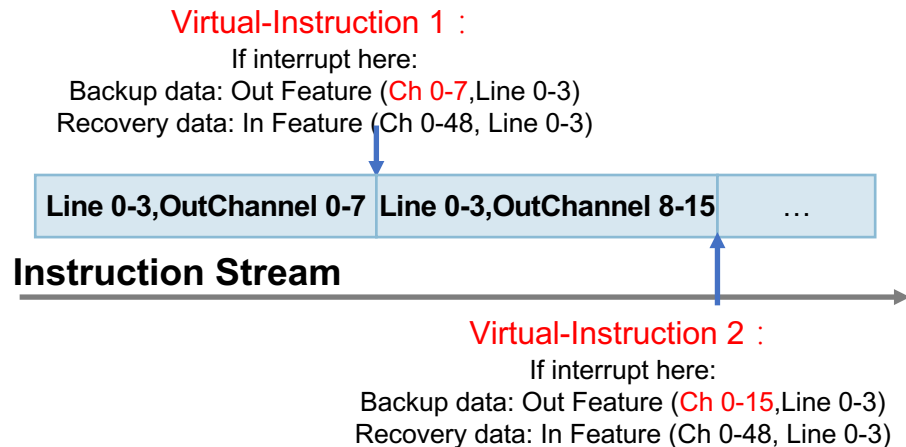 Virtual-Instruction 1：
If interrupt here:
Backup data: Out Feature (Ch 0-7,Line 0-3)
Recovery data: In Feature (Ch 0-48, Line 0-3)
Line 0-3,OutChannel 0-7 Line 0-3,OutChannel 8-15 …
Instruction Stream
Virtual-Instruction 2：
If interrupt here:
Backup data: Out Feature (Ch 0-15,Line 0-3)
Recovery data: In Feature (Ch 0-48, Line 0-3)